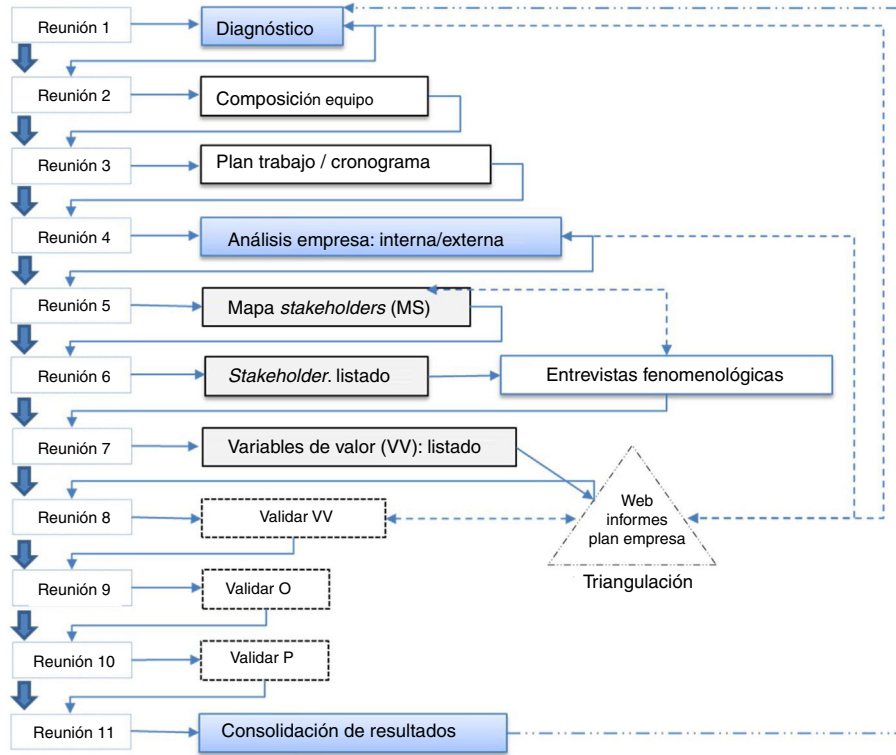 Reunión 1
Diagnóstico
Reunión 2
Composición equipo
Reunión 3
Plan trabajo / cronograma
Reunión 4
Análisis empresa: interna/externa
Reunión 5
Mapa stakeholders (MS)
Reunión 6
Stakeholder. listado
Entrevistas fenomenológicas
Reunión 7
Variables de valor (VV): listado
Reunión 8
Validar VV
Web
informes
plan empresa
Triangulación
Reunión 9
Validar O
Reunión 10
Validar P
Reunión 11
Consolidación de resultados